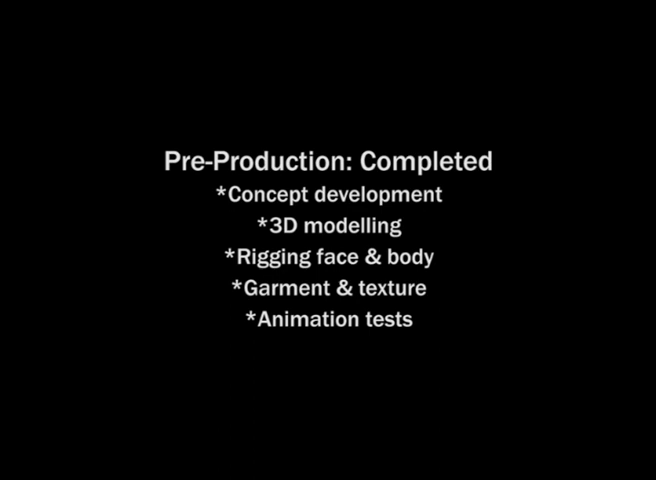 Pre-Production: Completed
*Concept development
*3D modelling
*Rigging face & body
*Garment & texture
*Animation tests